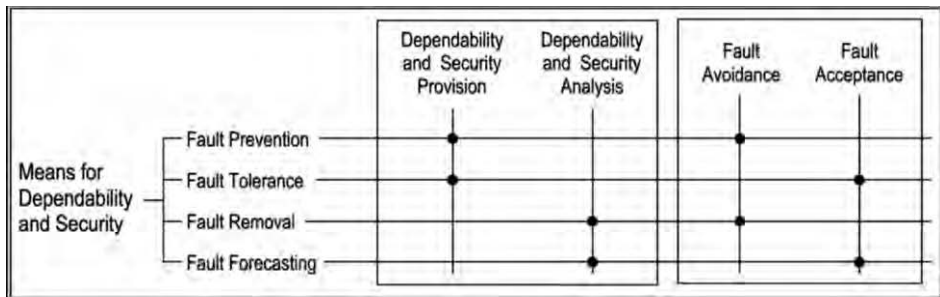 Dependability
and Security
Provision
Dependability
and Security
Analysis
Fault
Avoidance
Fault
Acceptance
Means for
Dependability
and Security
Fault Prevention
Fault Tolerance
Fault Removal
Fault Forecasting